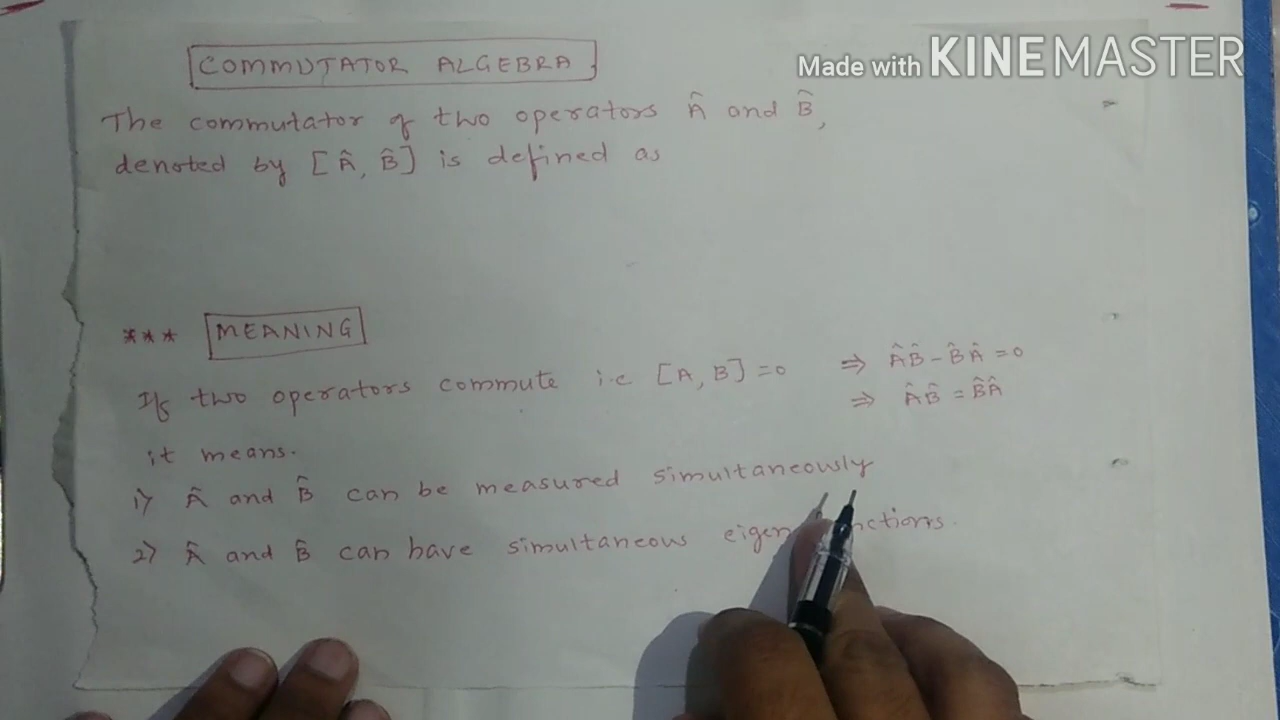 Made with KINEMASTER
COMMUTATOR ALGEBRA
The commutator of two operators Â and B̂,
denoted by [Â, B̂] is defined as
*** MEANING
If two operators commute i.e [A, B] = 0 ⇒ ÂB̂ - B̂Â = 0
⇒ ÂB̂ = B̂Â
it means.
1) Â and B̂ can be measured simultaneously
2) Â and B̂ can have simultaneous eigen nctions.